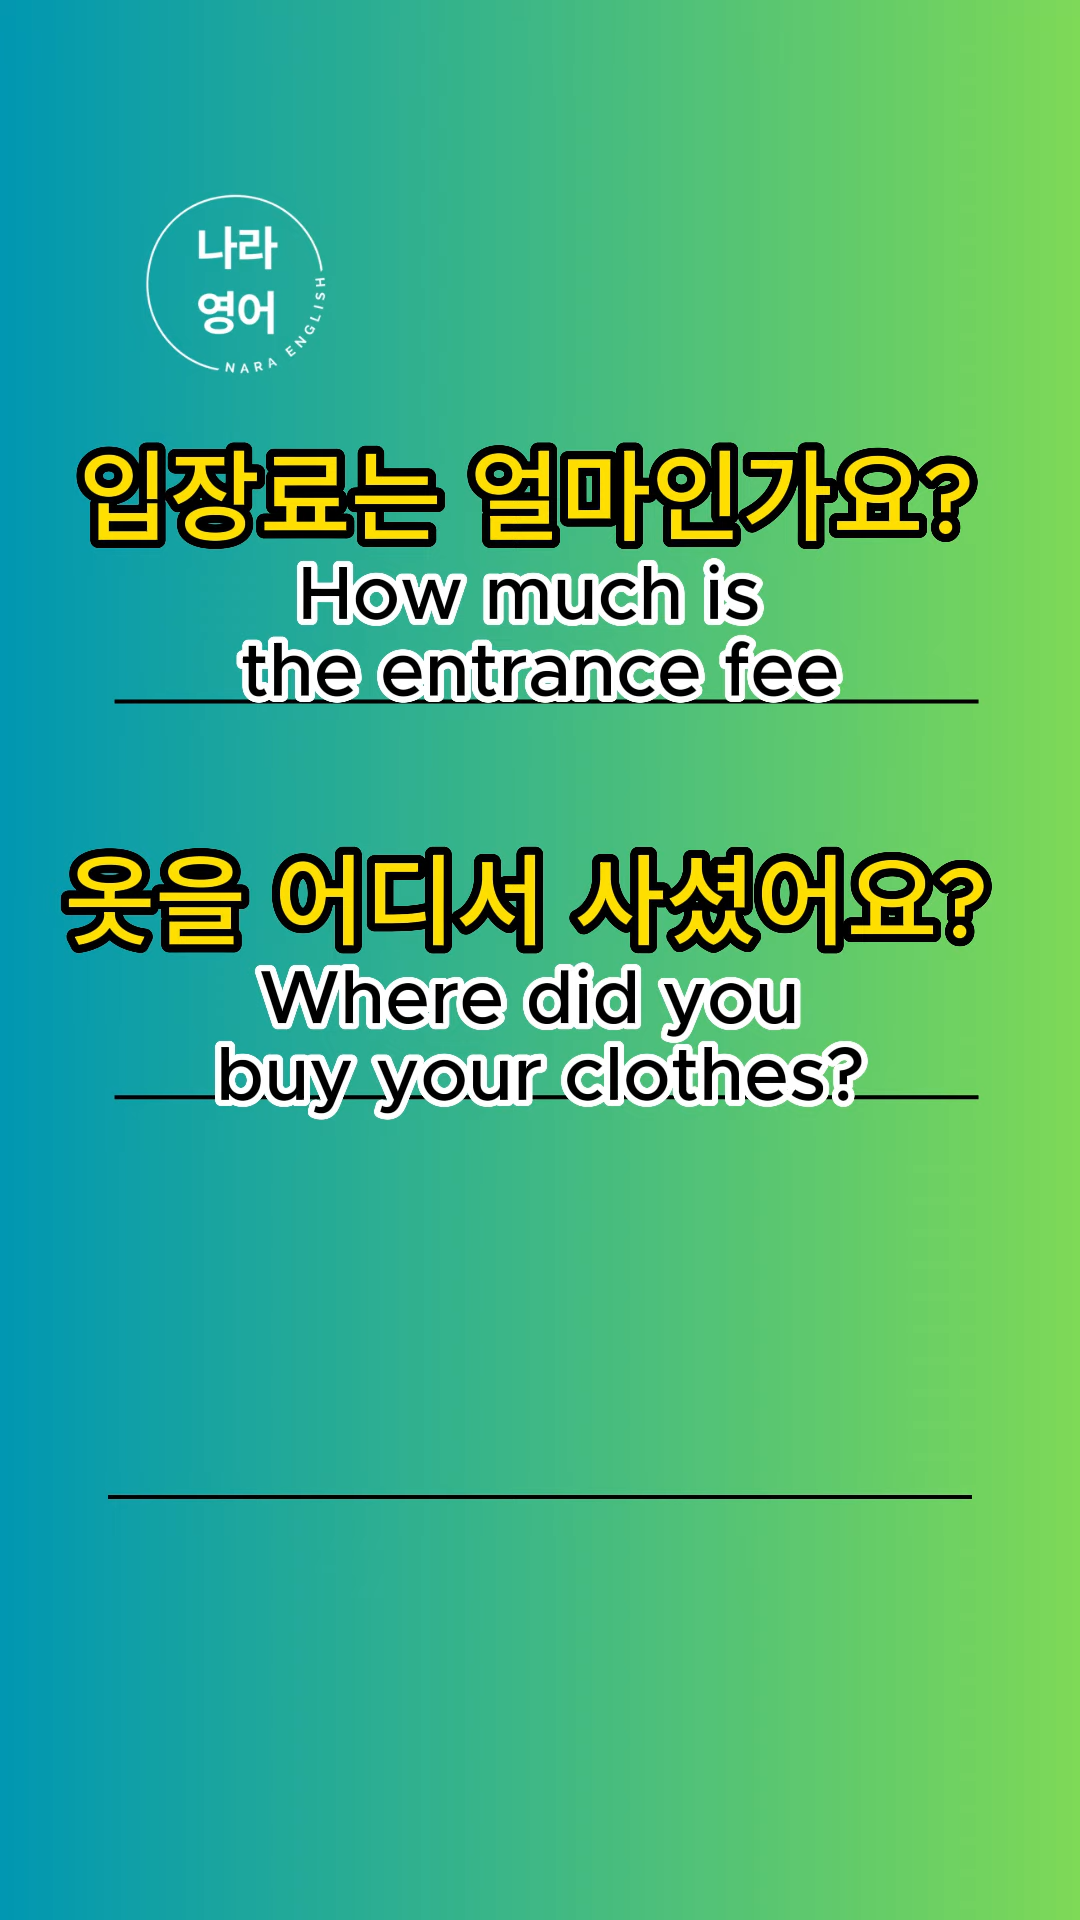 나라
영어
NARA ENGLISH
입장료는 얼마인가요?
How much is
the entrance fee
옷을 어디서 사셨어요?
Where did you
buy your clothes?